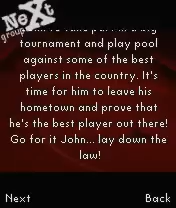 NeXt
group
tournament and play pool
against some of the best
players in the country. It's
time for him to leave his
hometown and prove that
he's the best player out there!
Go for it John... lay down the
law!
Next
Back